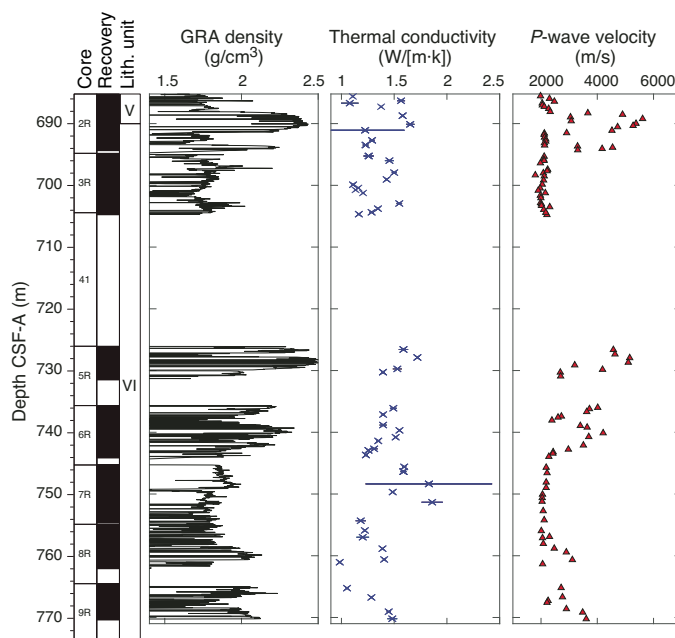 GRA density
(g/cm³)
Thermal conductivity
(W/[m·k])
P-wave velocity
(m/s)
Core
Recovery
Lith. unit
1.5 2 2.5
1 1.5 2 2.5
2000 4000 6000
Depth CSF-A (m)
690
700
710
720
730
740
750
760
770
2R
3R
41
5R
6R
7R
8R
9R
V
VI